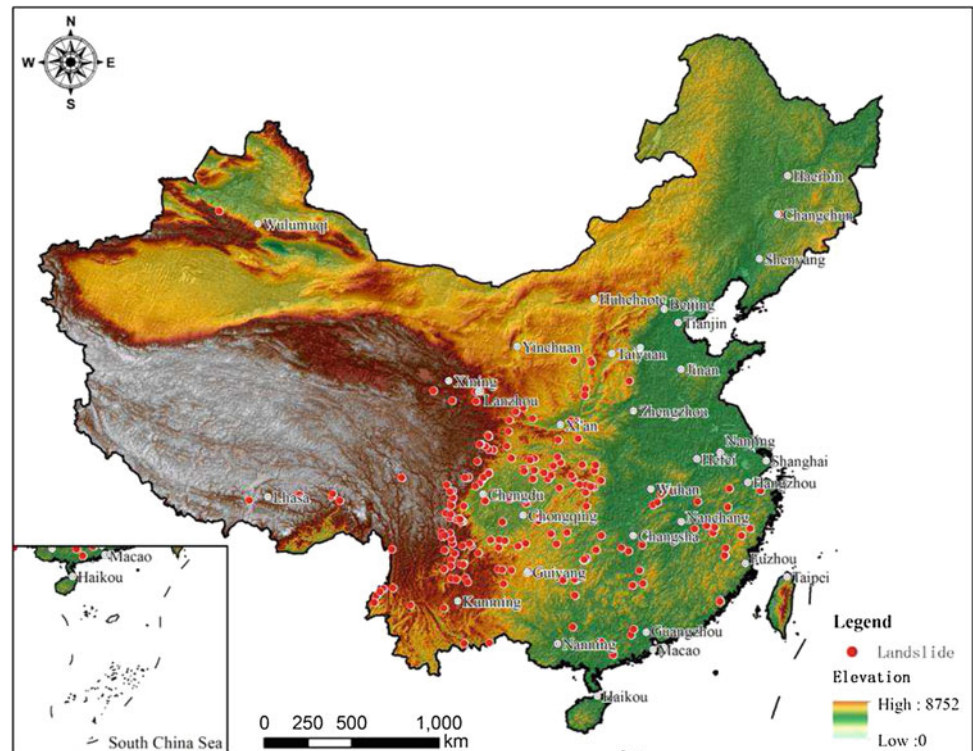 N
W E
S
Haerbin
Changchun
Wulumuqi
Shenyang
Huhehaote
Beijing
Tianjin
Yinchuan
Taiyuan
Jinan
Xining
Lanzhou
Zhengzhou
Xi'an
Nanjing
Hefei
Shanghai
Hangzhou
Lhasa
Chengdu
Wuhan
Chongqing
Nanchang
Changsha
Fuzhou
Guiyang
Taipei
Kunming
Guangzhou
Nanning
Macao
Haikou
Macao
Haikou
South China Sea
0 250 500 1,000
km
Legend
Landslide
Elevation
High : 8752
Low :0